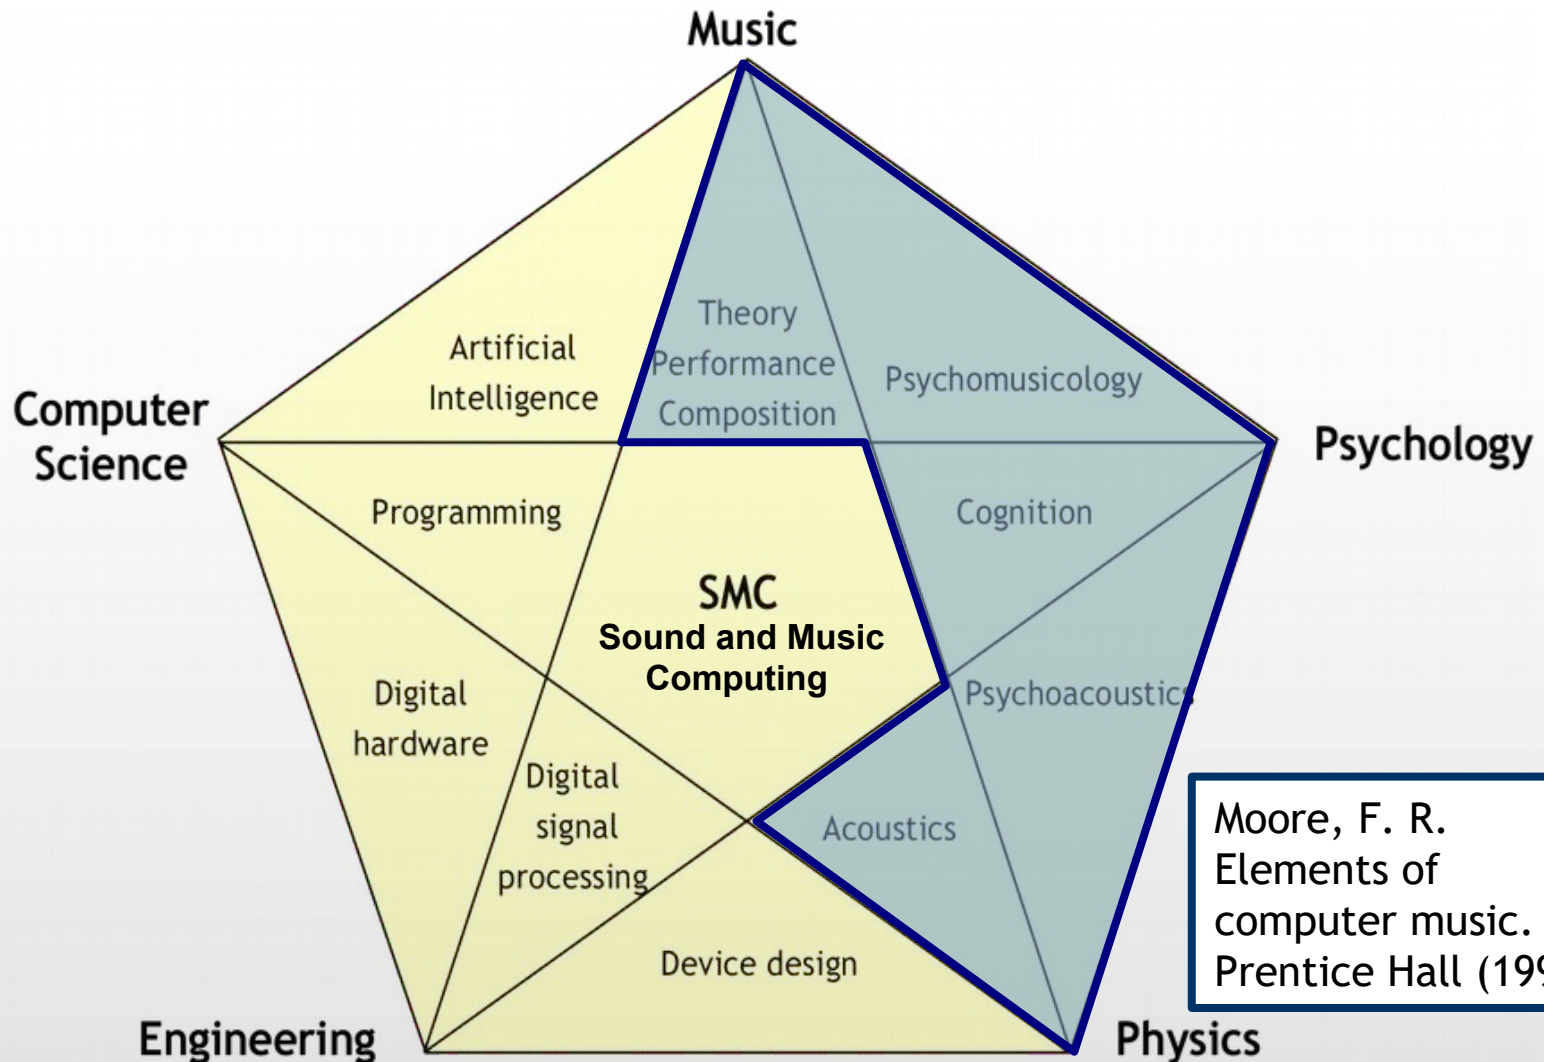 Music
Theory
Performance
Composition
Artificial
Intelligence
Psychomusicology
Computer
Science
Psychology
Programming
Cognition
SMC
Sound and Music
Computing
Digital
hardware
Psychoacoustics
Digital
signal
processing
Acoustics
Moore, F. R.
Elements of
computer music.
Prentice Hall (199
Device design
Engineering
Physics